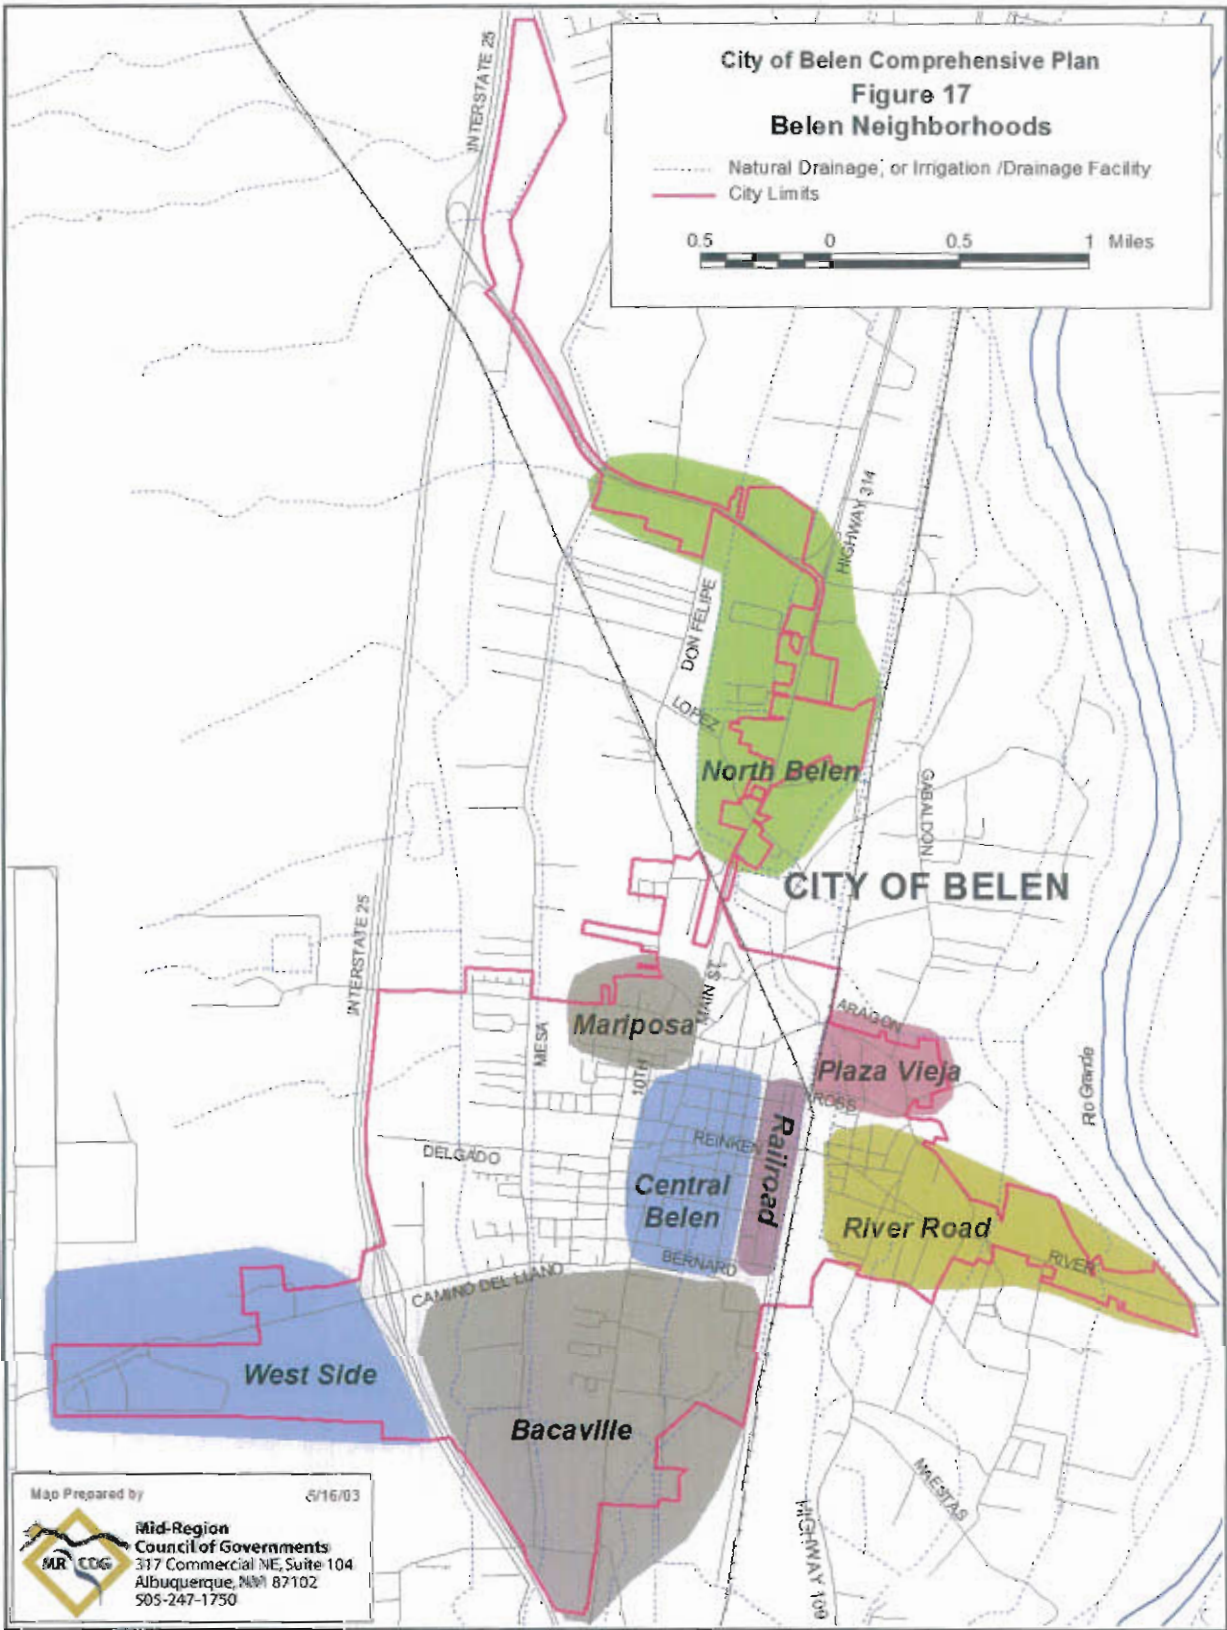 City of Belen Comprehensive Plan
Figure 17
Belen Neighborhoods
Natural Drainage, or Irrigation /Drainage Facility
City Limits
0.5 0 0.5 1 Miles
INTERSTATE 25
HIGHWAY 314
DON FELIPE
LOPEZ
North Belen
GABALDON
CITY OF BELEN
INTERSTATE 25
MAIN ST
ARAGON
Mariposa
MESA
10TH
Plaza Vieja
ROSS
Rio Grande
REINKEN
Railroad
DELGADO
Central
Belen
River Road
BERNARD
RIVER
CAMINO DEL LLANO
West Side
Bacaville
MAESTAS
HIGHWAY 109
Map Prepared by 5/16/03
MR COG
Mid-Region
Council of Governments
317 Commercial NE, Suite 104
Albuquerque, NM 87102
505-247-1750